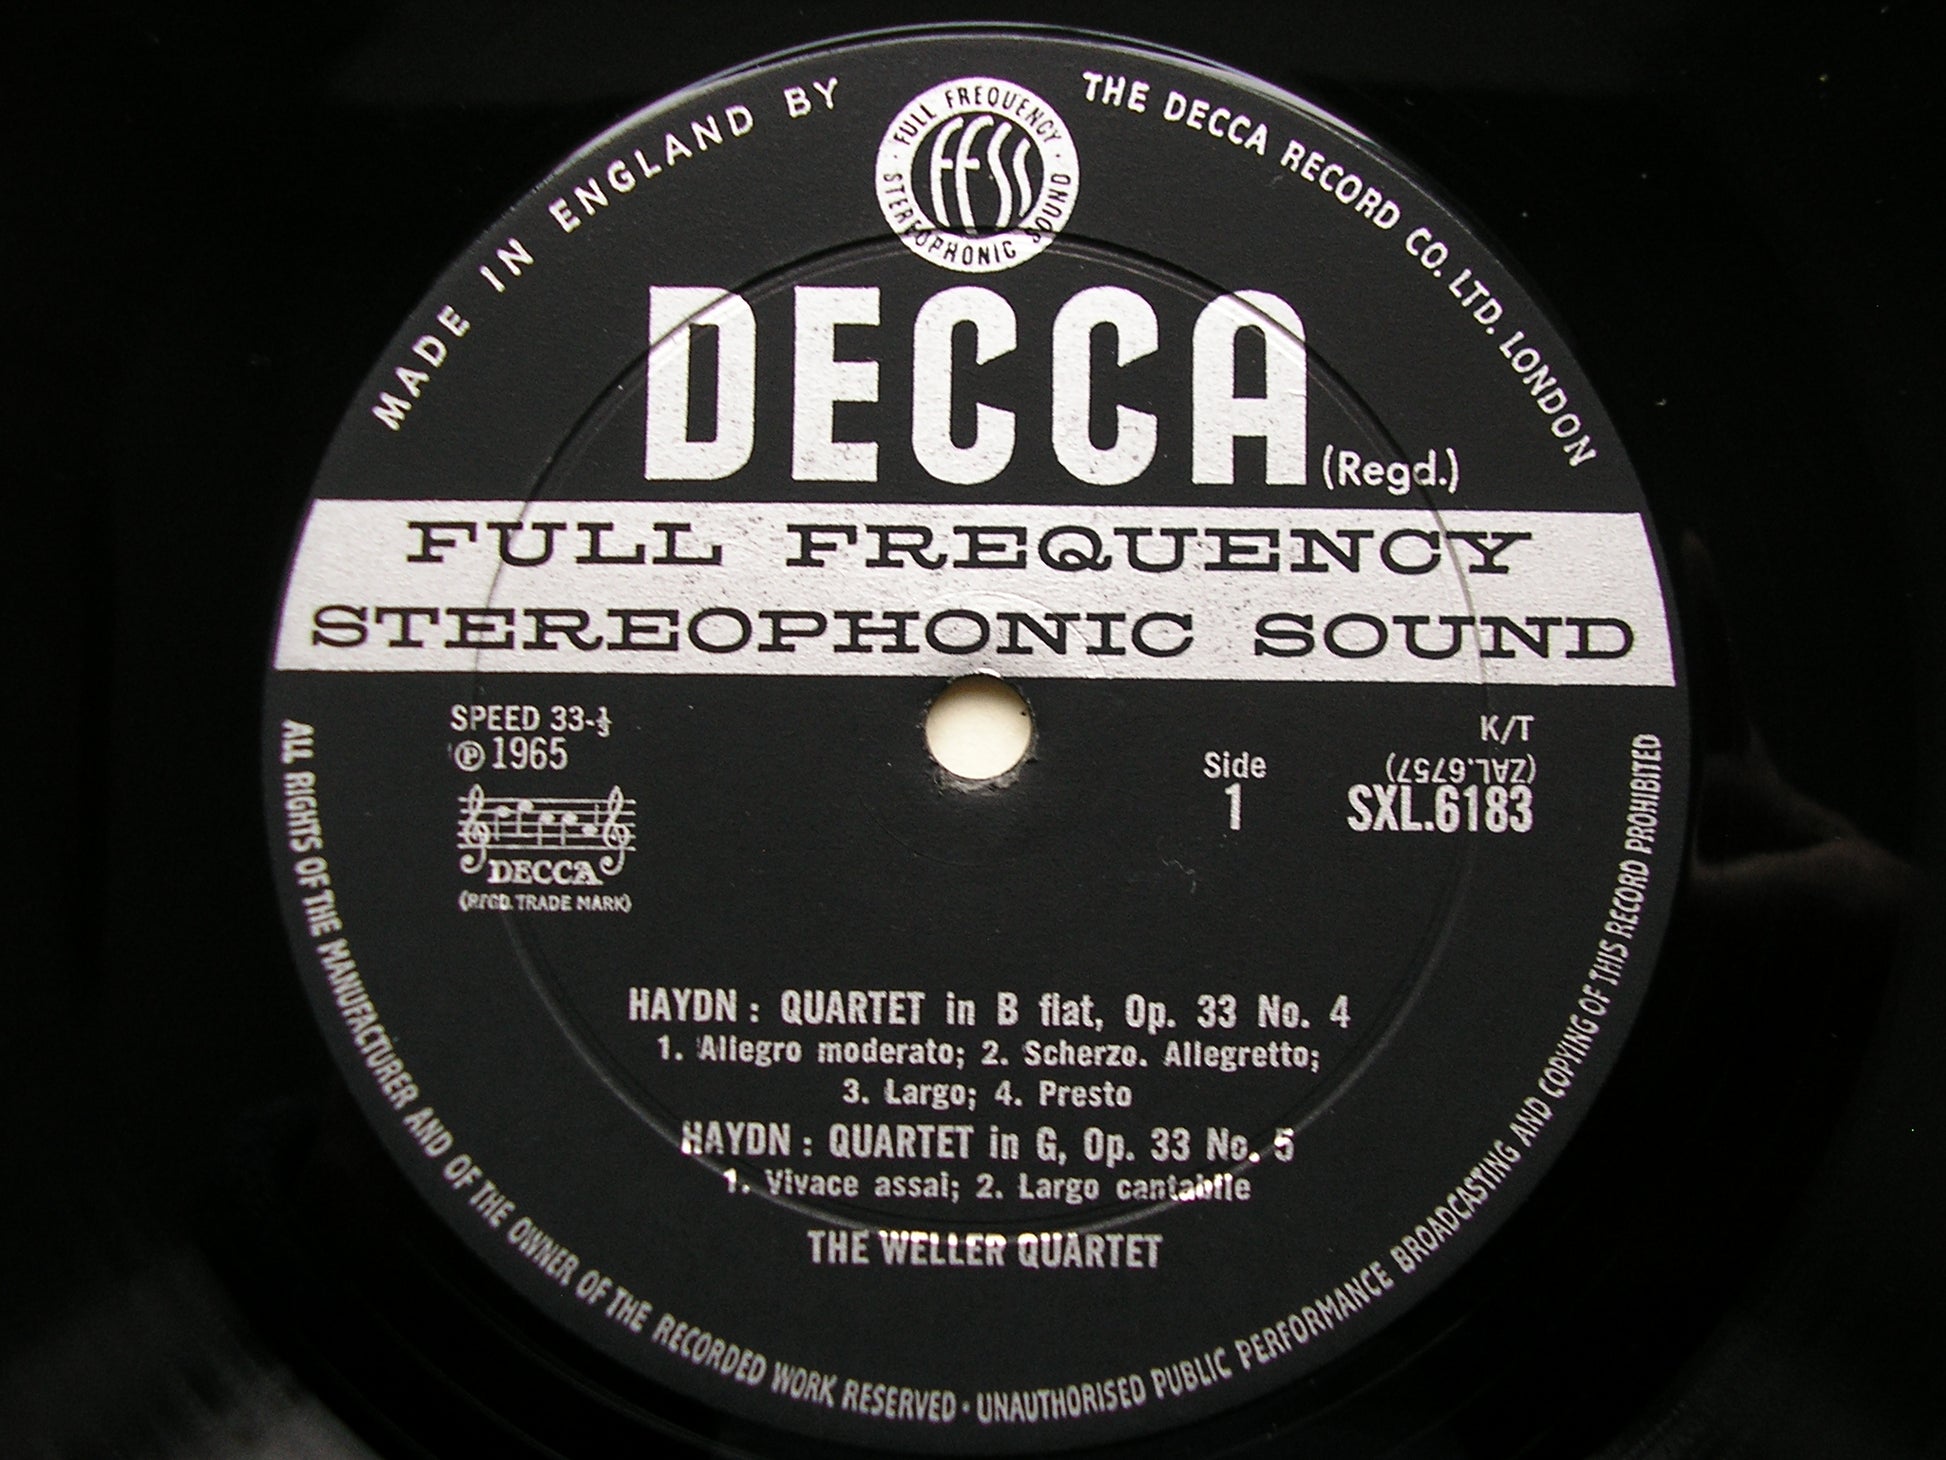 MADE IN ENGLAND BY
THE DECCA RECORD CO. LTD. LONDON
FULL FREQUENCY
ffss
STEREOPHONIC SOUND
DECCA (Regd.)
FULL FREQUENCY
STEREOPHONIC SOUND
SPEED 33-⅓
℗ 1965
DECCA
(REGD. TRADE MARK)
K/T
(ZAL.6757)
Side
1
SXL.6183
HAYDN : QUARTET in B flat, Op. 33 No. 4
1. Allegro moderato; 2. Scherzo. Allegretto;
3. Largo; 4. Presto
HAYDN : QUARTET in G, Op. 33 No. 5
1. Vivace assai; 2. Largo cantabile
THE WELLER QUARTET
ALL RIGHTS OF THE MANUFACTURER AND OF THE OWNER OF THE RECORDED WORK RESERVED · UNAUTHORISED PUBLIC PERFORMANCE BROADCASTING AND COPYING OF THIS RECORD PROHIBITED